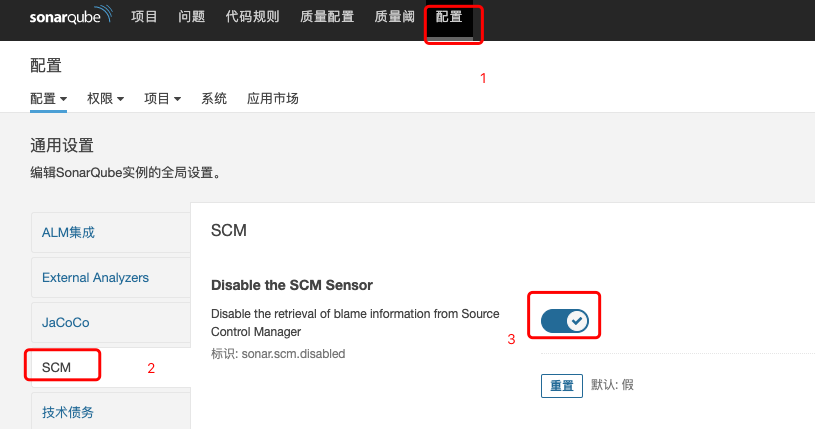 sonarqube 项目 问题 代码规则 质量配置 质量阈 配置
1
配置
配置 权限 项目 系统 应用市场
通用设置
编辑SonarQube实例的全局设置。
ALM集成
External Analyzers
JaCoCo
SCM
2
技术债务
SCM
Disable the SCM Sensor
Disable the retrieval of blame information from Source
Control Manager
标识: sonar.scm.disabled
3
重置 默认: 假